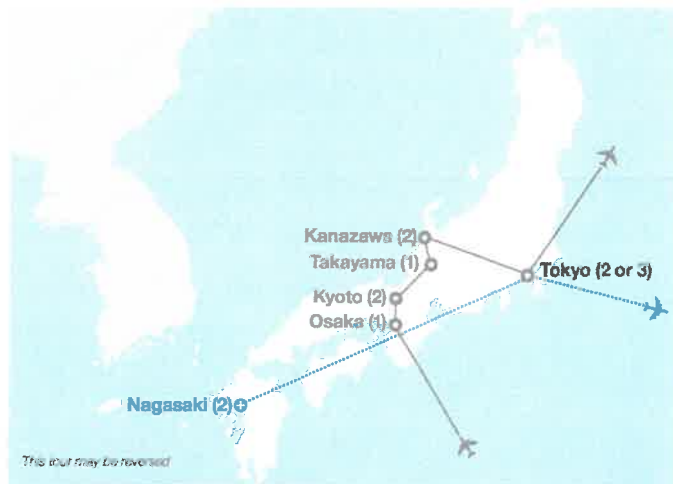 Kanazawa (2)
Takayama (1)
Tokyo (2 or 3)
Kyoto (2)
Osaka (1)
Nagasaki (2)
This tour may be reversed